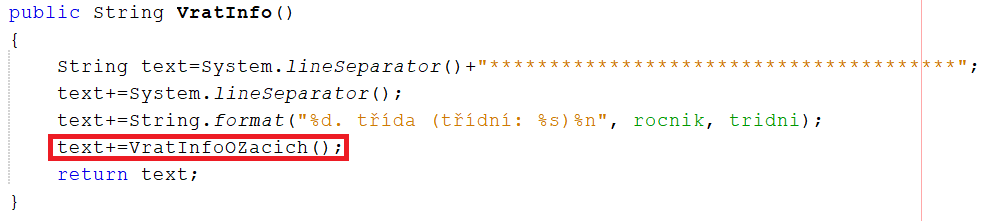 public String VratInfo()
{
    String text=System.lineSeparator()+"***************************************";
    text+=System.lineSeparator();
    text+=String.format("%d. třída (třídní: %s)%n", rocnik, tridni);
    text+=VratInfoOZacich();
    return text;
}